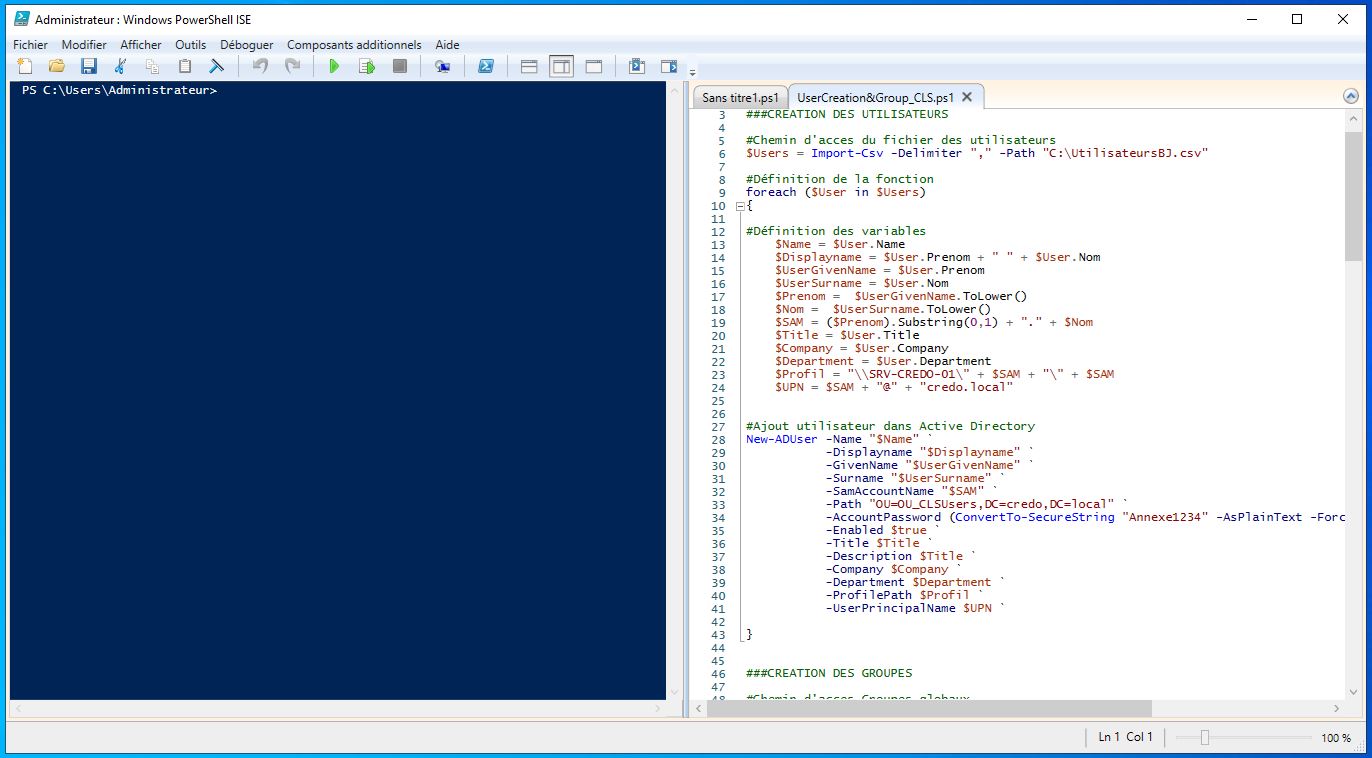 Administrateur : Windows PowerShell ISE
Fichier Modifier Afficher Outils Déboguer Composants additionnels Aide
PS C:\Users\Administrateur>
Sans titre1.ps1 UserCreation&Group_CLS.ps1
3 ###CREATION DES UTILISATEURS
4
5 #Chemin d'acces du fichier des utilisateurs
6 $Users = Import-Csv -Delimiter "," -Path "C:\UtilisateursBJ.csv"
7
8 #Définition de la fonction
9 foreach ($User in $Users)
10 {
11
12 #Définition des variables
13 $Name = $User.Name
14 $Displayname = $User.Prenom + " " + $User.Nom
15 $UserGivenName = $User.Prenom
16 $UserSurname = $User.Nom
17 $Prenom =  $UserGivenName.ToLower()
18 $Nom =  $UserSurname.ToLower()
19 $SAM = ($Prenom).Substring(0,1) + "." + $Nom
20 $Title = $User.Title
21 $Company = $User.Company
22 $Department = $User.Department
23 $Profil = "\\SRV-CREDO-01\" + $SAM + "\" + $SAM
24 $UPN = $SAM + "@" + "credo.local"
25
26
27 #Ajout utilisateur dans Active Directory
28 New-ADUser -Name "$Name" `
29 -Displayname "$Displayname" `
30 -GivenName "$UserGivenName" `
31 -Surname "$UserSurname" `
32 -SamAccountName "$SAM" `
33 -Path "OU=OU_CLSUsers,DC=credo,DC=local" `
34 -AccountPassword (ConvertTo-SecureString "Annexe1234" -AsPlainText -Forc
35 -Enabled $true `
36 -Title $Title `
37 -Description $Title `
38 -Company $Company `
39 -Department $Department `
40 -ProfilePath $Profil `
41 -UserPrincipalName $UPN `
42
43 }
44
45
46 ###CREATION DES GROUPES
47
48 #Chemin d'acces Groupes globaux
Ln 1 Col 1 100 %